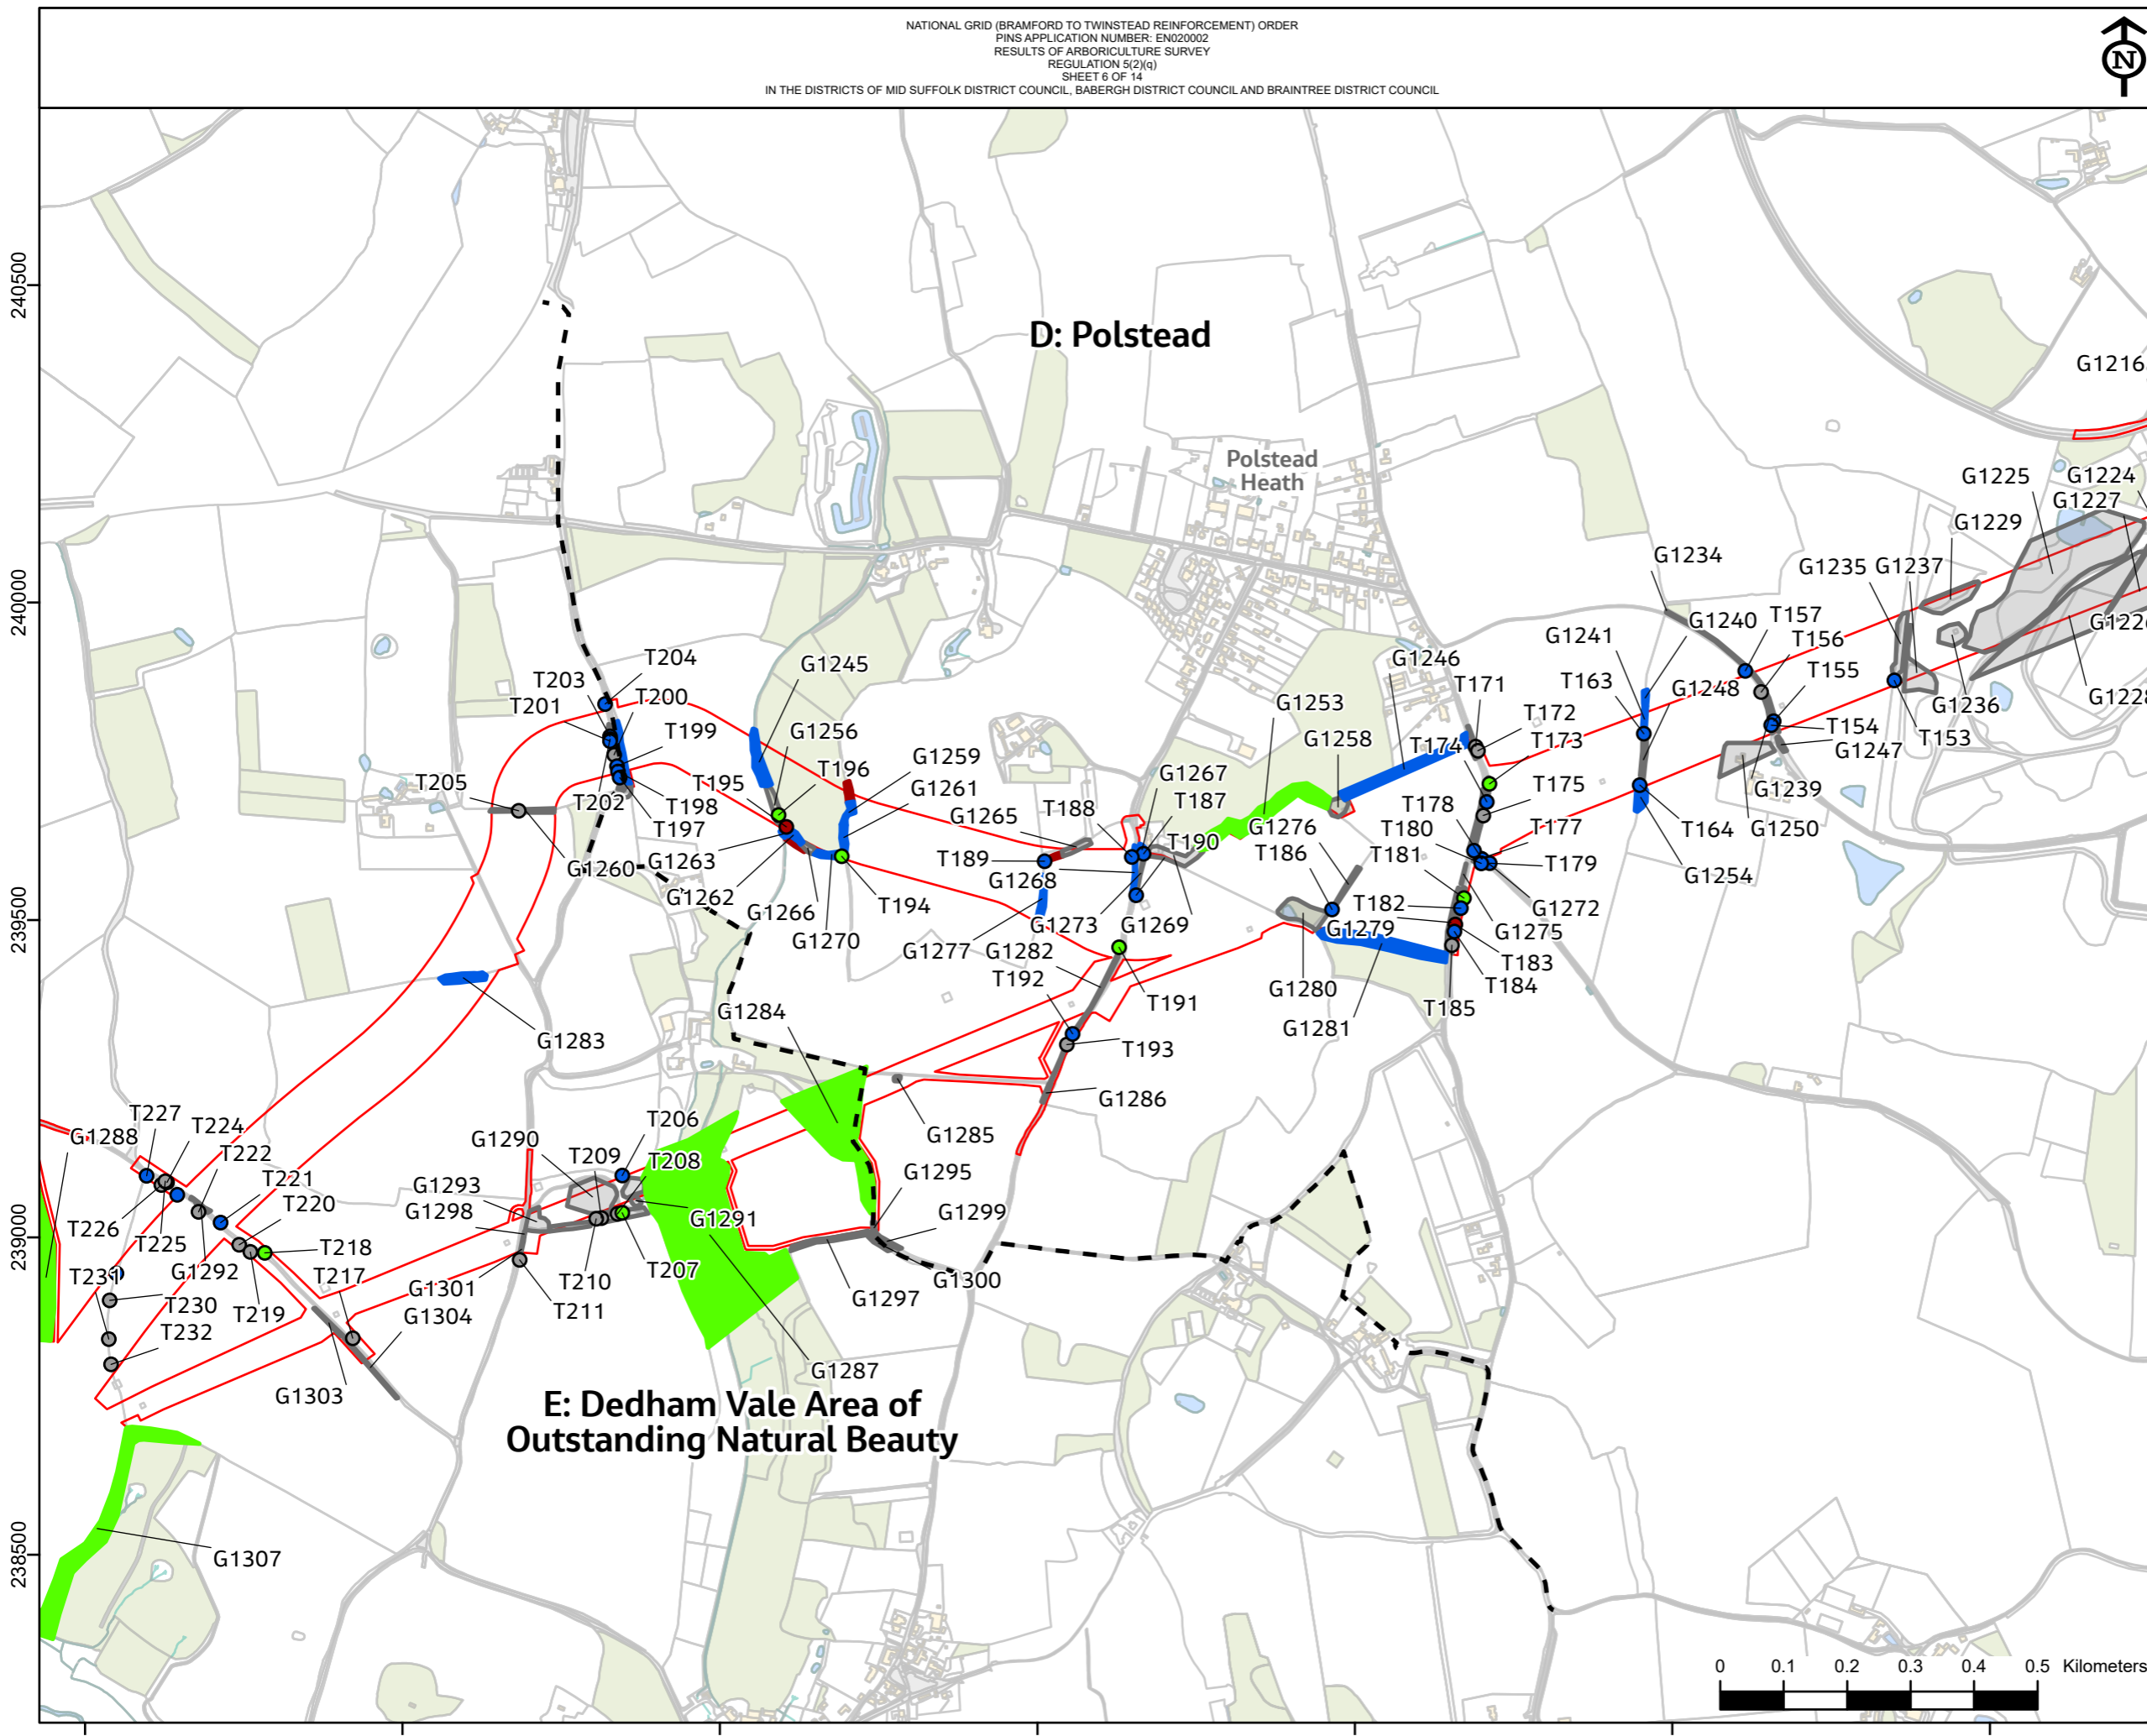 NATIONAL GRID (BRAMFORD TO TWINSTEAD REINFORCEMENT) ORDER
PINS APPLICATION NUMBER: EN020002
RESULTS OF ARBORICULTURE SURVEY
REGULATION 5(2)(q)
SHEET 6 OF 14
IN THE DISTRICTS OF MID SUFFOLK DISTRICT COUNCIL, BABERGH DISTRICT COUNCIL AND BRAINTREE DISTRICT COUNCIL
N
240500
D: Polstead
G1216
Polstead
Heath
G1225
G1224
G1227
G1229
G1234
G1235
G1237
240000
G1240
T157
G1226
G1241
T156
T204
G1245
G1246
T155
T203
T163
G1248
T171
T200
T201
G1253
G1236
G1228
T172
T199
G1256
G1258
T154
T173
T153
T174
G1247
G1259
T196
G1267
T205
T195
G1261
T175
G1239
T202
T198
T188
T187
T178
G1265
T197
G1276
T180
T177
T164
G1250
T190
G1260
G1263
T189
T186
T181
T179
G1254
G1268
G1262
T182
T194
G1272
G1266
239500
G1273
G1269
G1279
G1275
G1270
G1277
G1282
T183
T192
G1280
T184
T191
T185
G1284
G1281
G1283
T193
G1286
T227
T206
T224
G1288
G1285
G1290
T222
T209
T208
G1295
T221
G1293
T220
G1298
G1299
G1291
T226
239000
T225
T218
G1292
T207
T231
T217
T210
G1300
G1301
T230
G1297
T219
T211
G1304
T232
G1287
G1303
E: Dedham Vale Area of
Outstanding Natural Beauty
238500
G1307
0 0.1 0.2 0.3 0.4 0.5 Kilometers